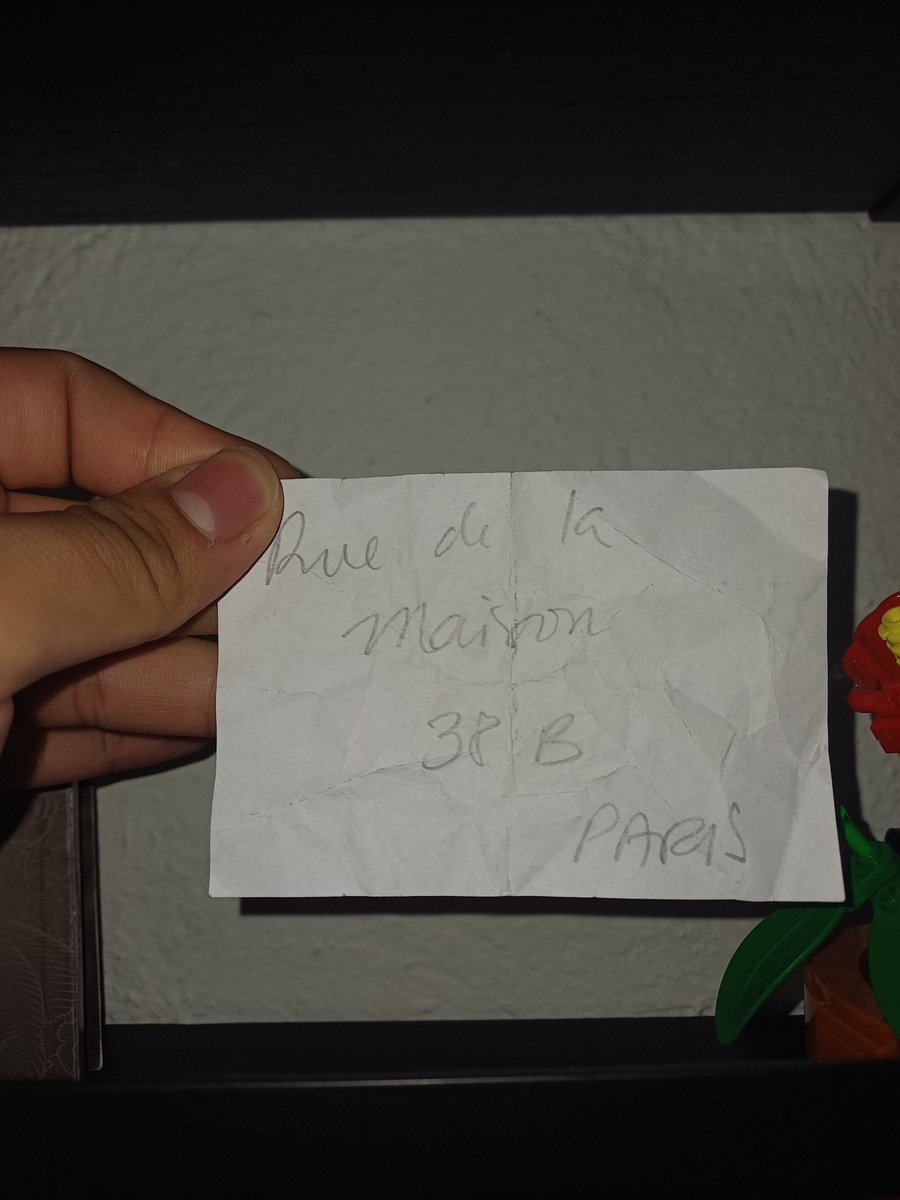 Rue de la
maison
38 B
PARIS